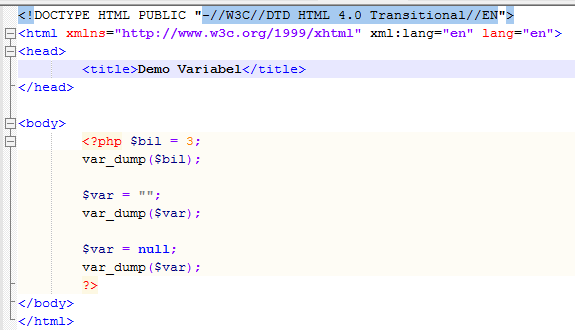 <!DOCTYPE HTML PUBLIC "-//W3C//DTD HTML 4.0 Transitional//EN">
<html xmlns="http://www.w3c.org/1999/xhtml" xml:lang="en" lang="en">
<head>
<title>Demo Variabel</title>
</head>
<body>
<?php $bil = 3;
var_dump($bil);
$var = "";
var_dump($var);
$var = null;
var_dump($var);
?>
</body>
</html>